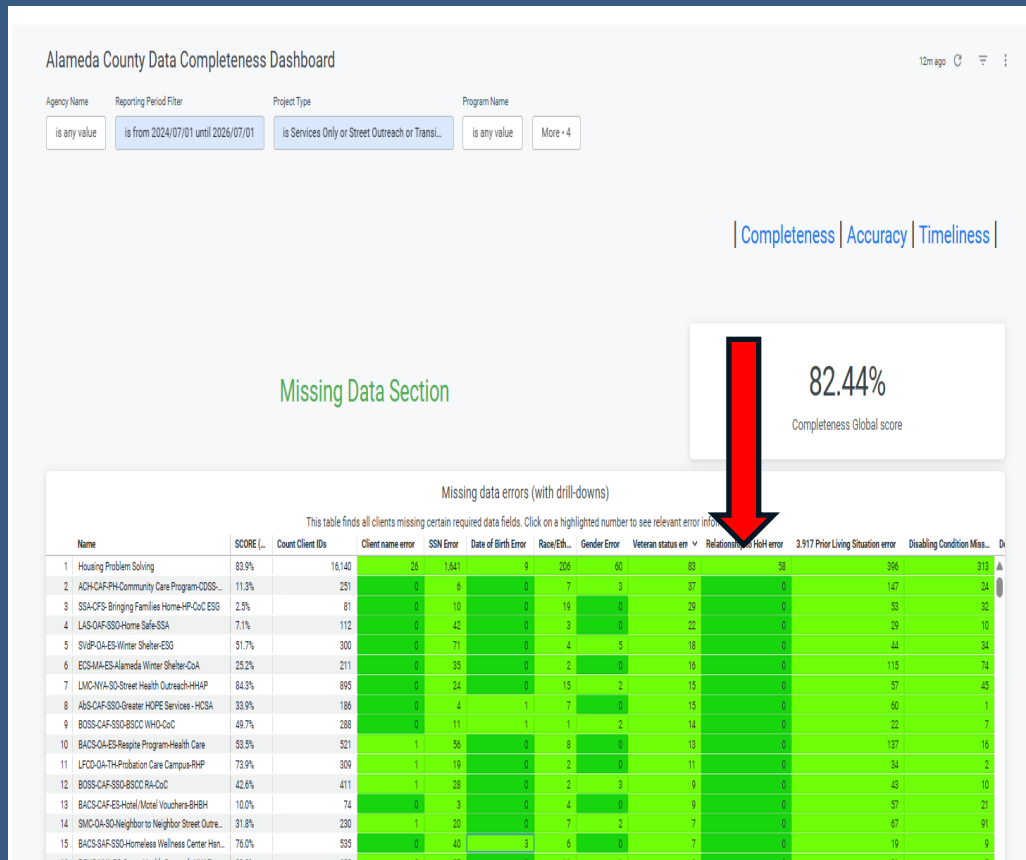 Alameda County Data Completeness Dashboard
12m ago
Agency Name Reporting Period Filter Project Type Program Name
is any value is from 2024/07/01 until 2026/07/01 is Services Only or Street Outreach or Transi... is any value More • 4
| Completeness | Accuracy | Timeliness |
82.44%
Missing Data Section
Completeness Global score
Missing data errors (with drill-downs)
This table finds all clients missing certain required data fields. Click on a highlighted number to see relevant error
Name SCORE (... Count Client IDs Client name error SSN Error Date of Birth Error Race/Eth... Gender Error Veteran status err Relationship to HoH error 3.917 Prior Living Situation error Disabling Condition Miss...
1 Housing Problem Solving 83.9% 16,140 26 1,641 9 206 60 83 58 396 313
2 ACH-CAF-PH-Community Care Program-CDSS-... 11.3% 251 0 6 0 7 3 37 0 147 24
3 SSA-CFS- Bringing Families Home-HP-CoC ESG 2.5% 81 0 10 0 19 0 29 0 53 32
4 LAS-OAF-SSO-Home Safe-SSA 7.1% 112 0 42 0 3 0 22 0 29 10
5 SVdP-OA-ES-Winter Shelter-ESG 51.7% 300 0 71 0 4 5 18 0 44 34
6 ECS-MA-ES-Alameda Winter Shelter-CoA 25.2% 211 0 35 0 2 0 16 0 115 74
7 LMC-NYA-SO-Street Health Outreach-HHAP 84.3% 895 0 24 0 15 2 15 0 57 45
8 AbS-CAF-SSO-Greater HOPE Services - HCSA 33.9% 186 0 4 1 7 0 15 0 60 1
9 BOSS-CAF-SSO-BSCC WHO-CoC 49.7% 288 0 11 1 1 2 14 0 22 7
10 BACS-OA-ES-Respite Program-Health Care 53.5% 521 1 56 0 8 0 13 0 137 16
11 LFCD-OA-TH-Probation Care Campus-RHP 73.9% 309 1 19 0 2 0 11 0 34 2
12 BOSS-CAF-SSO-BSCC RA-CoC 42.6% 411 1 28 0 2 3 9 0 43 10
13 BACS-CAF-ES-Hotel/Motel Vouchers-BHBH 10.0% 74 0 3 0 4 0 9 0 57 21
14 SMC-OA-SO-Neighbor to Neighbor Street Outre... 31.8% 230 1 20 0 7 2 7 0 67 91
15 BACS-SAF-SSO-Homeless Wellness Center Hsn... 76.0% 535 0 40 3 6 0 7 0 19 9